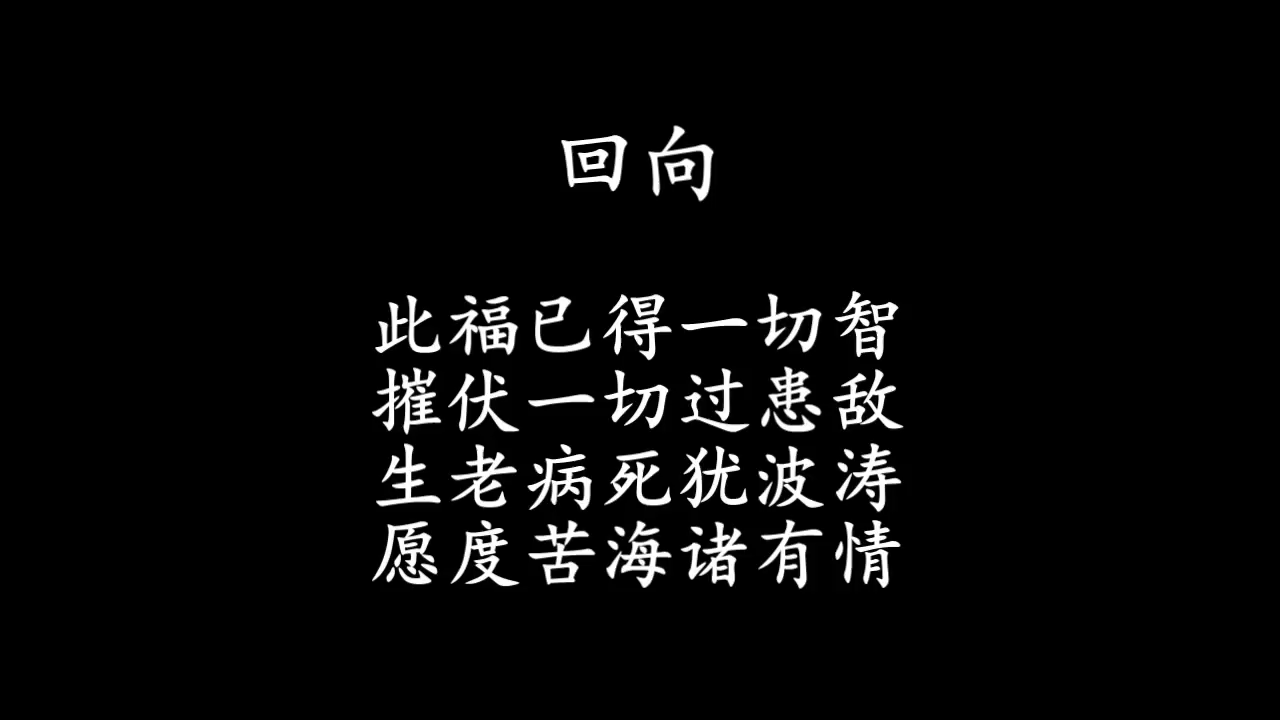 回向
此福已得一切智
摧伏一切过患敌
生老病死犹波涛
愿度苦海诸有情